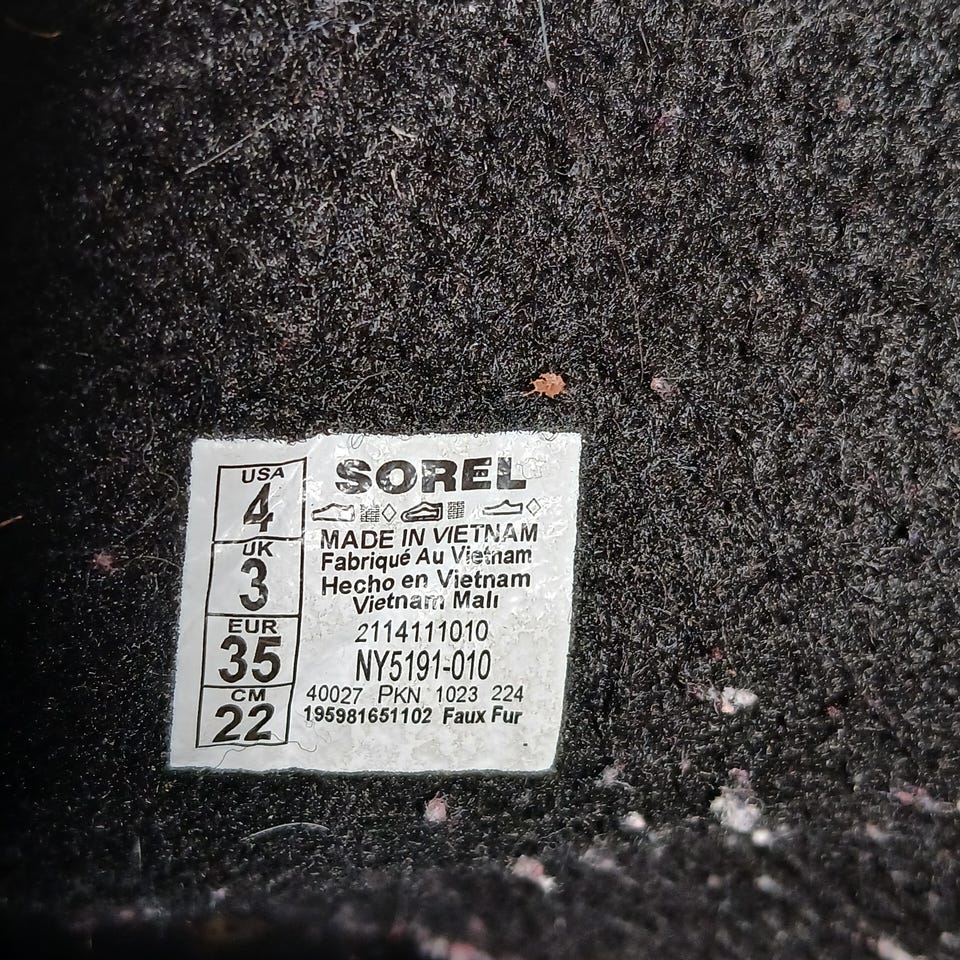 USA
4
UK
3
EUR
35
CM
22
SOREL
MADE IN VIETNAM
Fabriqué Au Vietnam
Hecho en Vietnam
Vietnam Malı
2114111010
NY5191-010
40027 PKN 1023 224
195981651102 Faux Fur